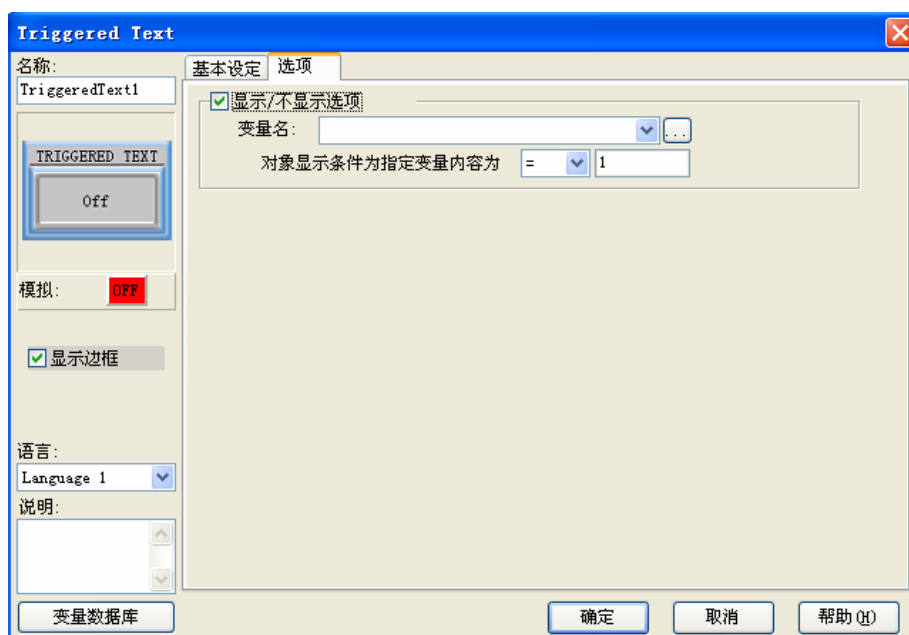 Triggered Text
名称:
TriggeredText1
TRIGGERED TEXT
Off
模拟: OFF
显示边框
语言:
Language 1
说明:
变量数据库
基本设定 选项
显示/不显示选项
变量名: ...
对象显示条件为指定变量内容为 = 1
确定 取消 帮助(H)